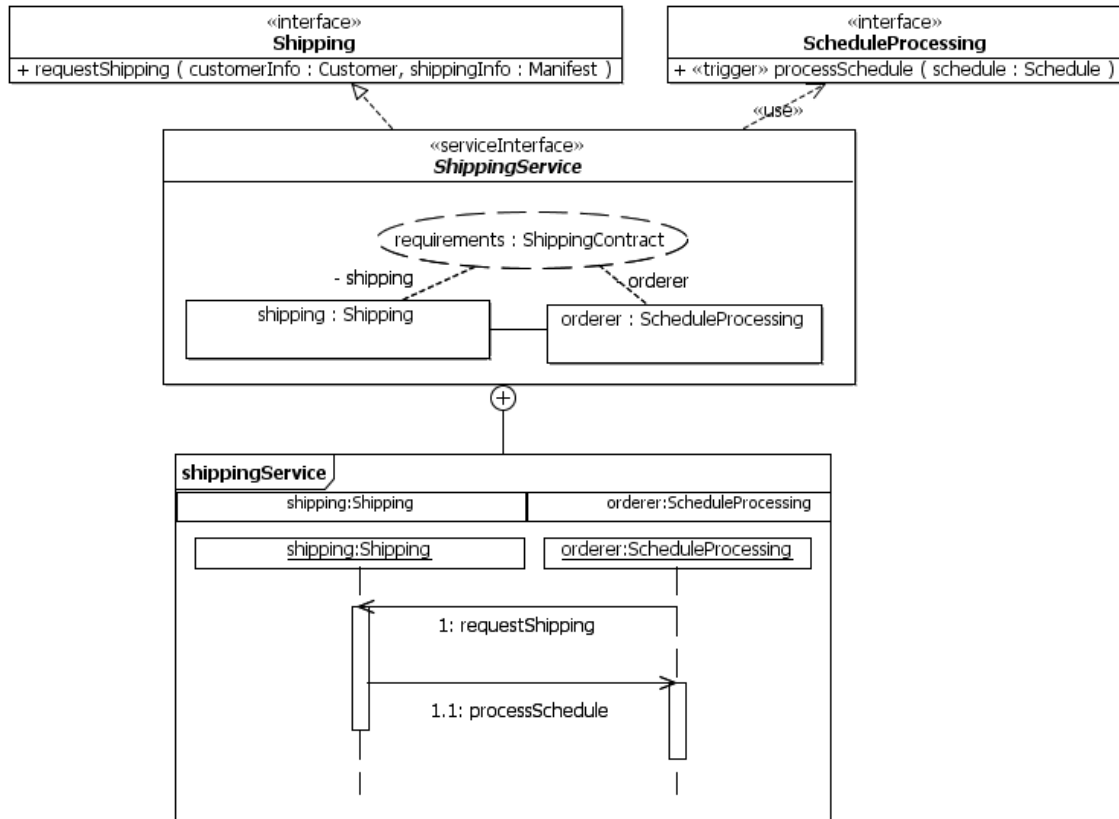 «interface»
Shipping
+ requestShipping ( customerInfo : Customer, shippingInfo : Manifest )
«interface»
ScheduleProcessing
+ «trigger» processSchedule ( schedule : Schedule )
«use»
«serviceInterface»
ShippingService
requirements : ShippingContract
- shipping
- orderer
shipping : Shipping
orderer : ScheduleProcessing
shippingService
shipping:Shipping
orderer:ScheduleProcessing
shipping:Shipping
orderer:ScheduleProcessing
1: requestShipping
1.1: processSchedule